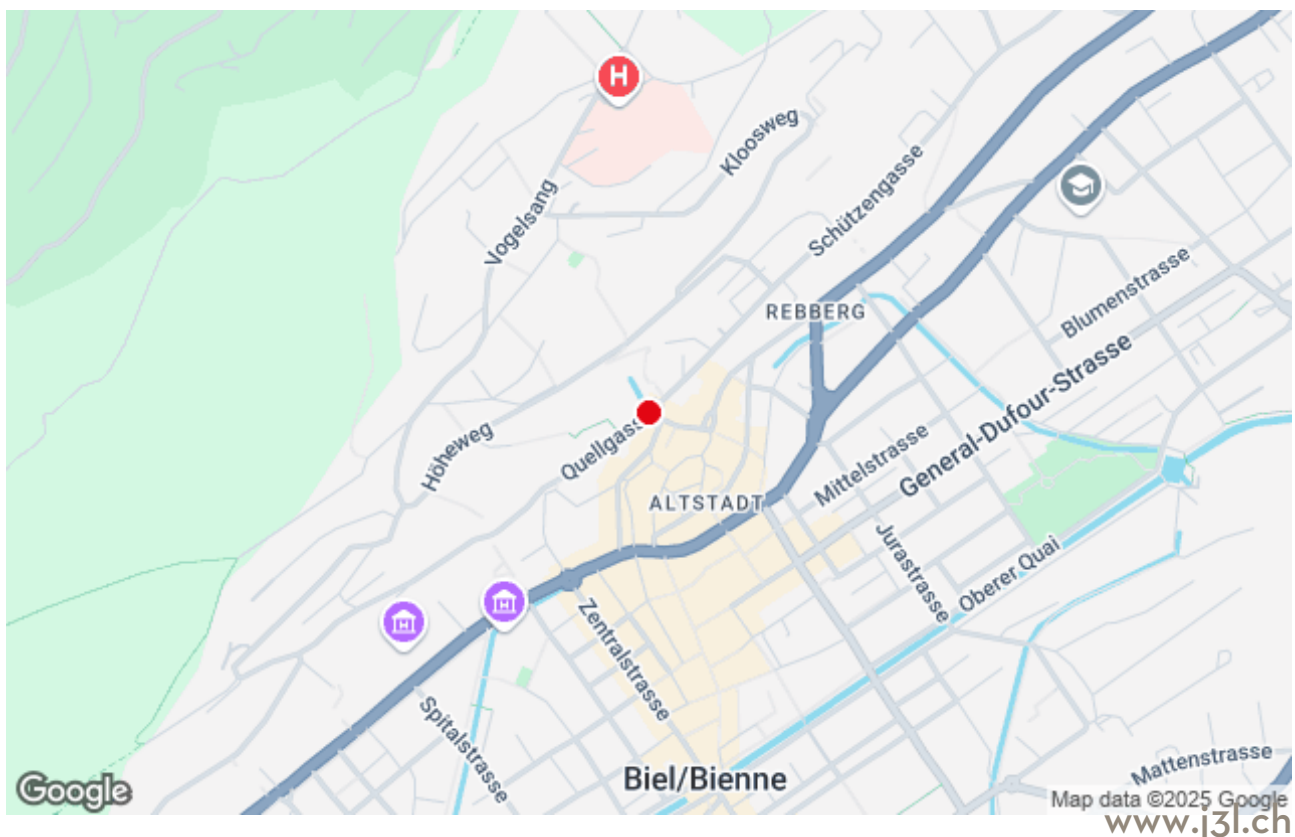 H
Kloosweg
Vogelsang
Schützengasse
REBBERG
Blumenstrasse
General-Dufour-Strasse
Höheweg
Quellgass
Mittelstrasse
ALTSTADT
Jurastrasse
Oberer Quai
Zentralstrasse
Spitalstrasse
Biel/Bienne
Mattenstrasse
Google
Map data ©2025 Google
www.j3l.ch